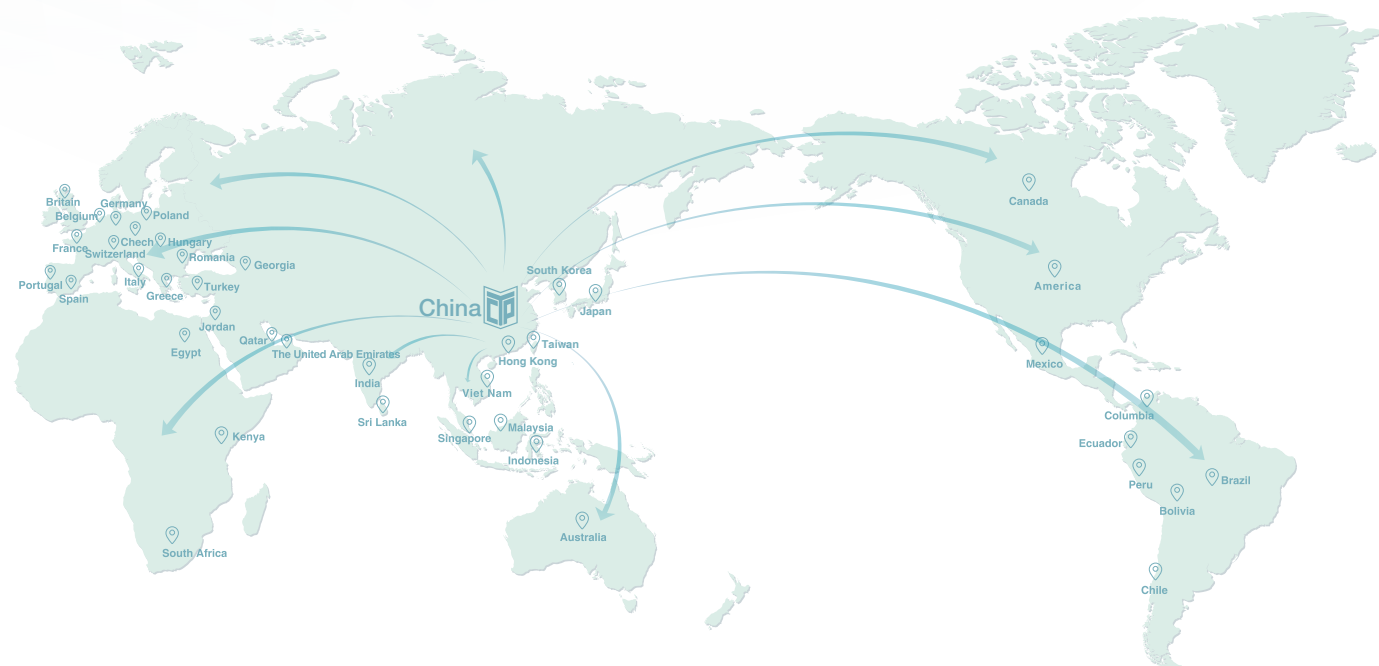 Britain
Germany
Belgium
Poland
France
Chech
Hungary
Switzerland
Romania
Georgia
Portugal
Spain
Italy
Greece
Turkey
Jordan
Egypt
Qatar
The United Arab Emirates
India
Sri Lanka
Kenya
South Africa
China
CIP
South Korea
Japan
Taiwan
Hong Kong
Viet Nam
Singapore
Malaysia
Indonesia
Australia
Canada
America
Mexico
Columbia
Ecuador
Peru
Brazil
Bolivia
Chile